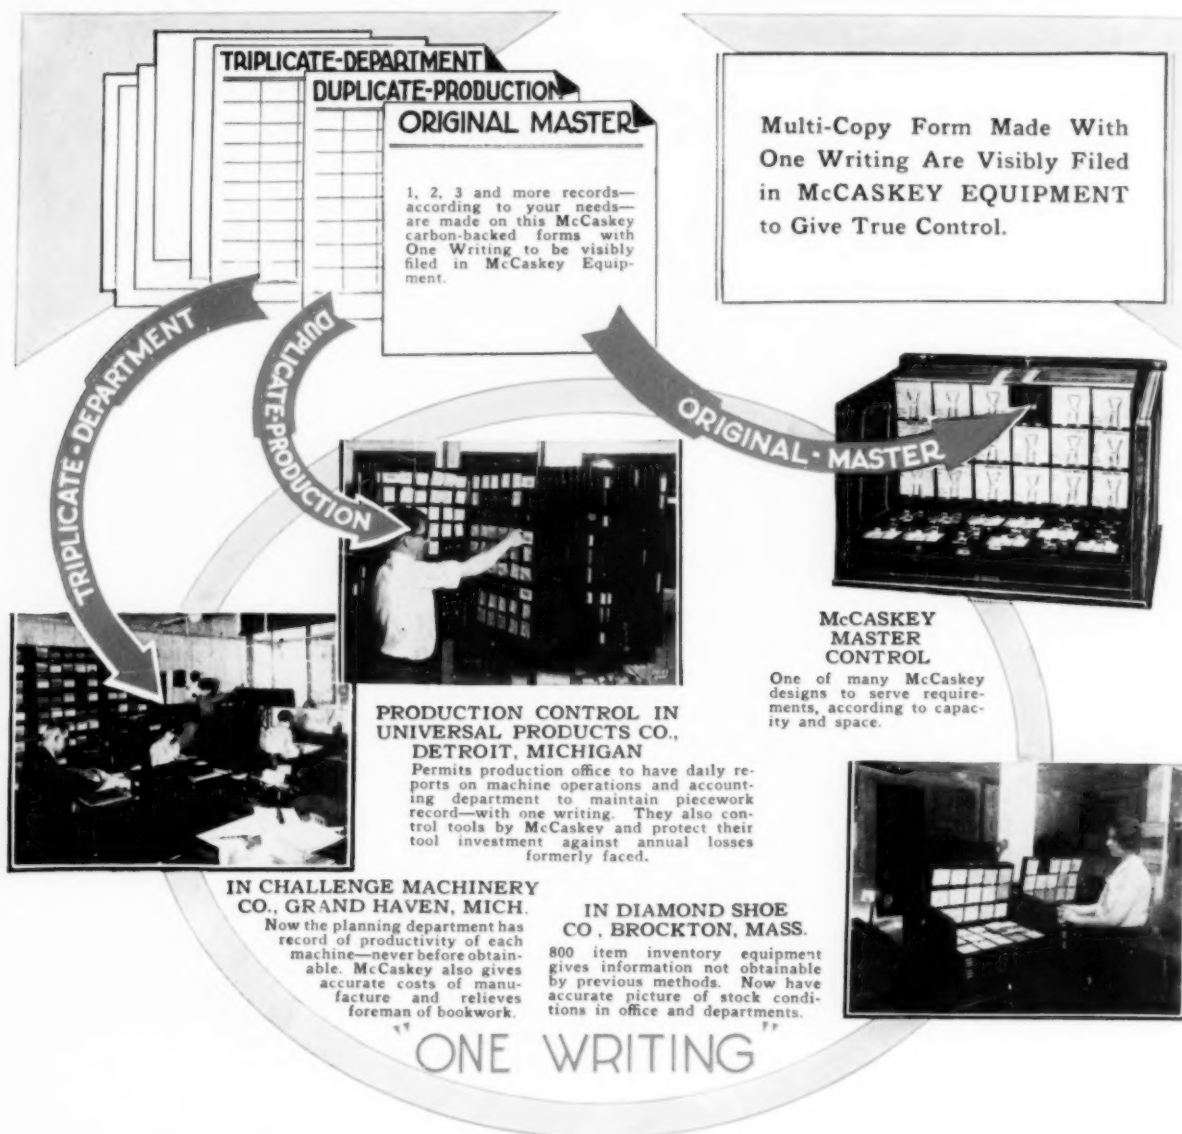 TRIPLICATE-DEPARTMENT
DUPLICATE-PRODUCTION
ORIGINAL MASTER
1, 2, 3 and more records—
according to your needs—
are made on this McCaskey
carbon-backed forms with
One Writing to be visibly
filed in McCaskey Equip-
ment.
Multi-Copy Form Made With
One Writing Are Visibly Filed
in McCASKEY EQUIPMENT
to Give True Control.
TRIPLICATE-DEPARTMENT
DUPLICATE-PRODUCTION
ORIGINAL-MASTER
McCASKEY
MASTER
CONTROL
One of many McCaskey
designs to serve require-
ments, according to capac-
ity and space.
PRODUCTION CONTROL IN
UNIVERSAL PRODUCTS CO.,
DETROIT, MICHIGAN
Permits production office to have daily re-
ports on machine operations and account-
ing department to maintain piecework
record—with one writing. They also con-
trol tools by McCaskey and protect their
tool investment against annual losses
formerly faced.
IN CHALLENGE MACHINERY
CO., GRAND HAVEN, MICH.
Now the planning department has
record of productivity of each
machine—never before obtain-
able. McCaskey also gives
accurate costs of manu-
facture and relieves
foreman of bookwork.
IN DIAMOND SHOE
CO., BROCKTON, MASS.
800 item inventory equipment
gives information not obtainable
by previous methods. Now have
accurate picture of stock condi-
tions in office and departments.
"ONE WRITING"